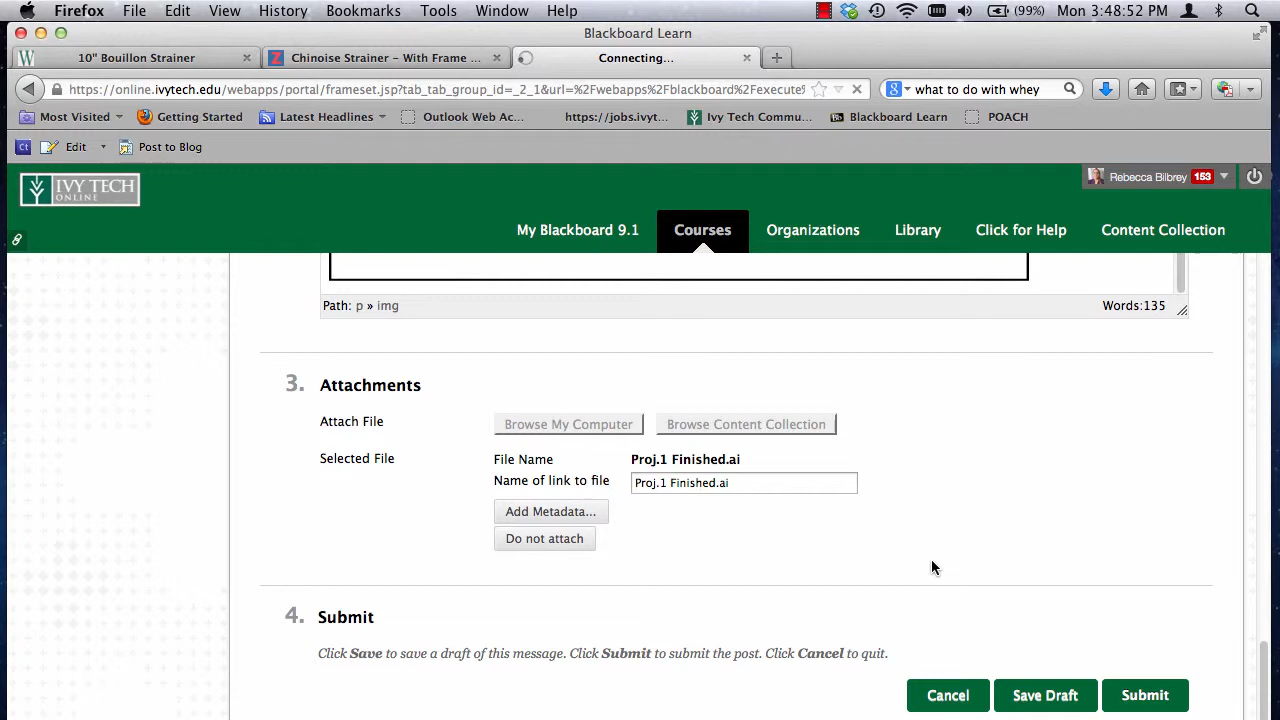 Firefox File Edit View History Bookmarks Tools Window Help (99%) Mon 3:48:52 PM
Blackboard Learn
10" Bouillon Strainer Chinoise Strainer – With Frame ... Connecting...
https://online.ivytech.edu/webapps/portal/frameset.jsp?tab_tab_group_id=_2_1&url=%2Fwebapps%2Fblackboard%2Fexecute% what to do with whey
Most Visited Getting Started Latest Headlines Outlook Web Ac... https://jobs.ivyt... Ivy Tech Commu... Bb Blackboard Learn POACH
Ct Edit Post to Blog
IVY TECH
ONLINE
Rebecca Bilbrey 153
My Blackboard 9.1 Courses Organizations Library Click for Help Content Collection
Path: p » img Words:135
3. Attachments
Attach File Browse My Computer Browse Content Collection
Selected File File Name Proj.1 Finished.ai
Name of link to file Proj.1 Finished.ai
Add Metadata...
Do not attach
4. Submit
Click Save to save a draft of this message. Click Submit to submit the post. Click Cancel to quit.
Cancel Save Draft Submit